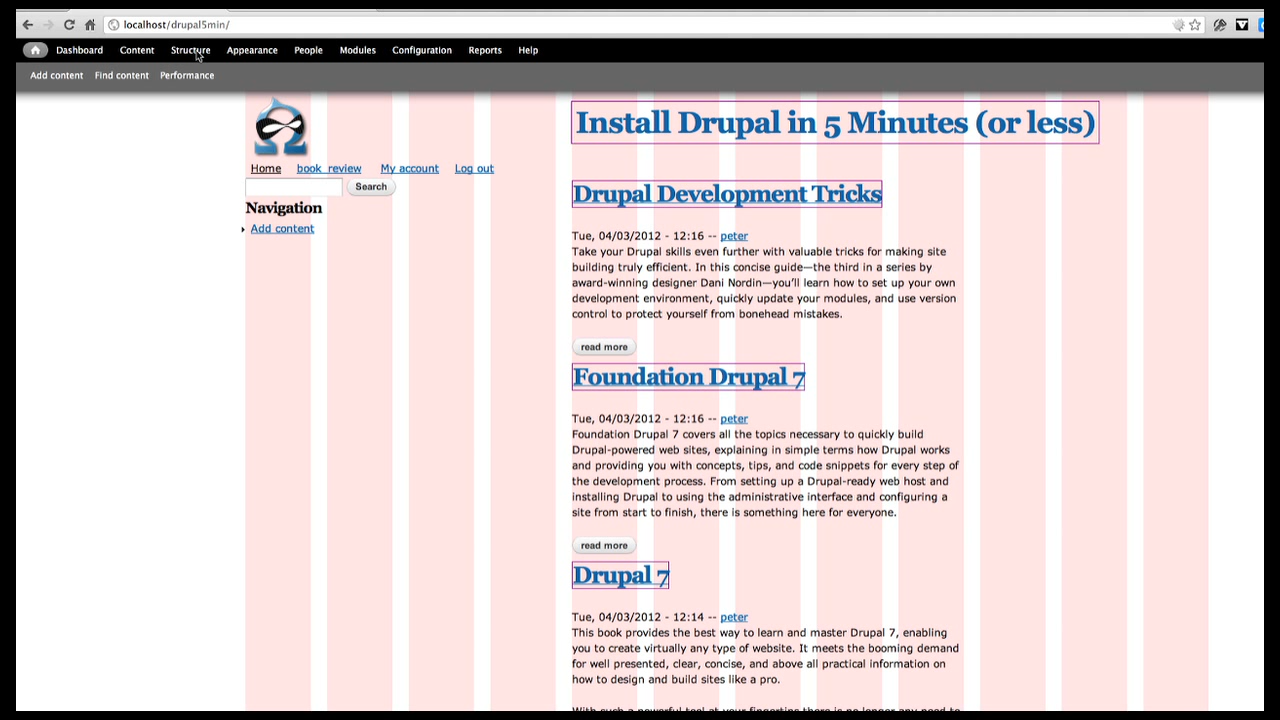 localhost/drupal5min/
Dashboard Content Structure Appearance People Modules Configuration Reports Help
Add content Find content Performance
Home book_review My account Log out
Search
Navigation
Add content
Install Drupal in 5 Minutes (or less)
Drupal Development Tricks
Tue, 04/03/2012 - 12:16 -- peter
Take your Drupal skills even further with valuable tricks for making site
building truly efficient. In this concise guide—the third in a series by
award-winning designer Dani Nordin—you'll learn how to set up your own
development environment, quickly update your modules, and use version
control to protect yourself from bonehead mistakes.
read more
Foundation Drupal 7
Tue, 04/03/2012 - 12:16 -- peter
Foundation Drupal 7 covers all the topics necessary to quickly build
Drupal-powered web sites, explaining in simple terms how Drupal works
and providing you with concepts, tips, and code snippets for every step of
the development process. From setting up a Drupal-ready web host and
installing Drupal to using the administrative interface and configuring a
site from start to finish, there is something here for everyone.
read more
Drupal 7
Tue, 04/03/2012 - 12:14 -- peter
This book provides the best way to learn and master Drupal 7, enabling
you to create virtually any type of website. It meets the booming demand
for well presented, clear, concise, and above all practical information on
how to design and build sites like a pro.
With such a powerful tool at your fingertips there is no longer any need to